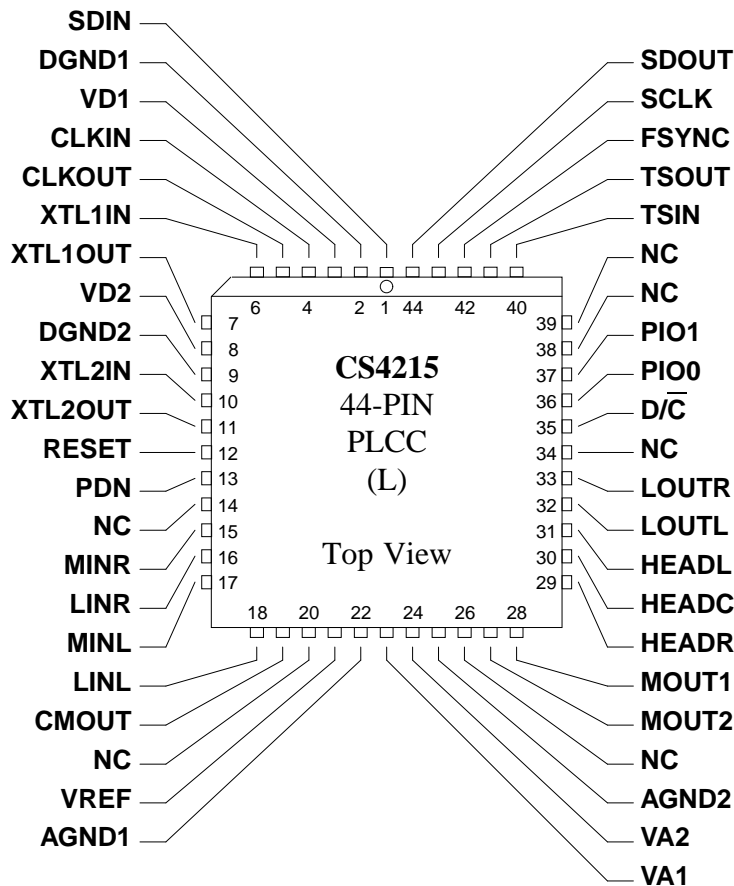 SDIN
DGND1
VD1
CLKIN
CLKOUT
XTL1IN
XTL1OUT
VD2
DGND2
XTL2IN
XTL2OUT
RESET
PDN
NC
MINR
LINR
MINL
LINL
CMOUT
NC
VREF
AGND1
SDOUT
SCLK
FSYNC
TSOUT
TSIN
NC
NC
PIO1
PIO0
D/C̅
NC
LOUTR
LOUTL
HEADL
HEADC
HEADR
MOUT1
MOUT2
NC
AGND2
VA2
VA1
6 4 2 1 44 42 40
7
8
9
10
11
12
13
14
15
16
17
39
38
37
36
35
34
33
32
31
30
29
18 20 22 24 26 28
CS4215
44-PIN
PLCC
(L)
Top View